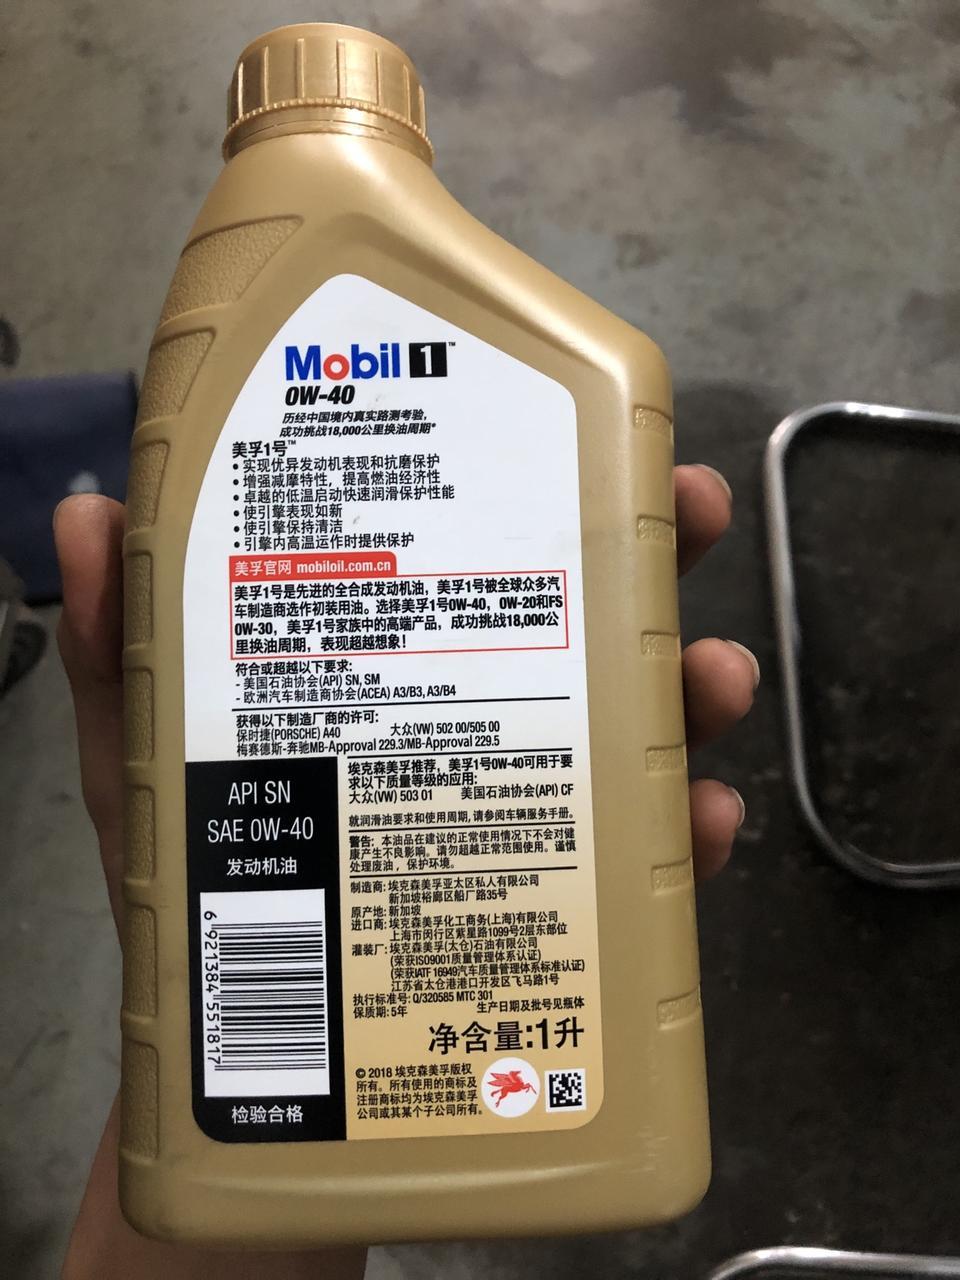 Mobil 1™
0W-40
历经中国境内真实路测考验,
成功挑战18,000公里换油周期*
美孚1号™
• 实现优异发动机表现和抗磨保护
• 增强减摩特性，提高燃油经济性
• 卓越的低温启动快速润滑保护性能
• 使引擎表现如新
• 使引擎保持清洁
• 引擎内高温运作时提供保护
美孚官网 mobiloil.com.cn
美孚1号是先进的全合成发动机油，美孚1号被全球众多汽
车制造商选作初装用油。选择美孚1号0W-40，0W-20和FS
0W-30，美孚1号家族中的高端产品，成功挑战18,000公
里换油周期，表现超越想象！
符合或超越以下要求:
- 美国石油协会(API) SN, SM
- 欧洲汽车制造商协会(ACEA) A3/B3, A3/B4
获得以下制造厂商的许可:
保时捷(PORSCHE) A40 大众(VW) 502 00/505 00
梅赛德斯-奔驰MB-Approval 229.3/MB-Approval 229.5
埃克森美孚推荐，美孚1号0W-40可用于要
求以下质量等级的应用:
大众(VW) 503 01 美国石油协会(API) CF
就润滑油要求和使用周期,请参阅车辆服务手册.
警告: 本油品在建议的正常使用情况下不会对健
康产生不良影响。请勿超越正常范围使用。谨慎
处理废油，保护环境。
制造商: 埃克森美孚亚太区私人有限公司
新加坡裕廊区船厂路35号
原产地: 新加坡
进口商: 埃克森美孚化工商务(上海)有限公司
上海市闵行区紫星路1099号2层东部位
灌装厂: 埃克森美孚(太仓)石油有限公司
(荣获ISO9001质量管理体系认证)
(荣获IATF 16949汽车质量管理体系标准认证)
江苏省太仓港港口开发区飞马路1号
执行标准号: Q/320585 MTC 301
保质期: 5年 生产日期及批号见瓶体
净含量:1升
© 2018 埃克森美孚版权
所有。所有使用的商标及
注册商标均为埃克森美孚
公司或其某个子公司所有.
API SN
SAE 0W-40
发动机油
6 921384 551817
检验合格